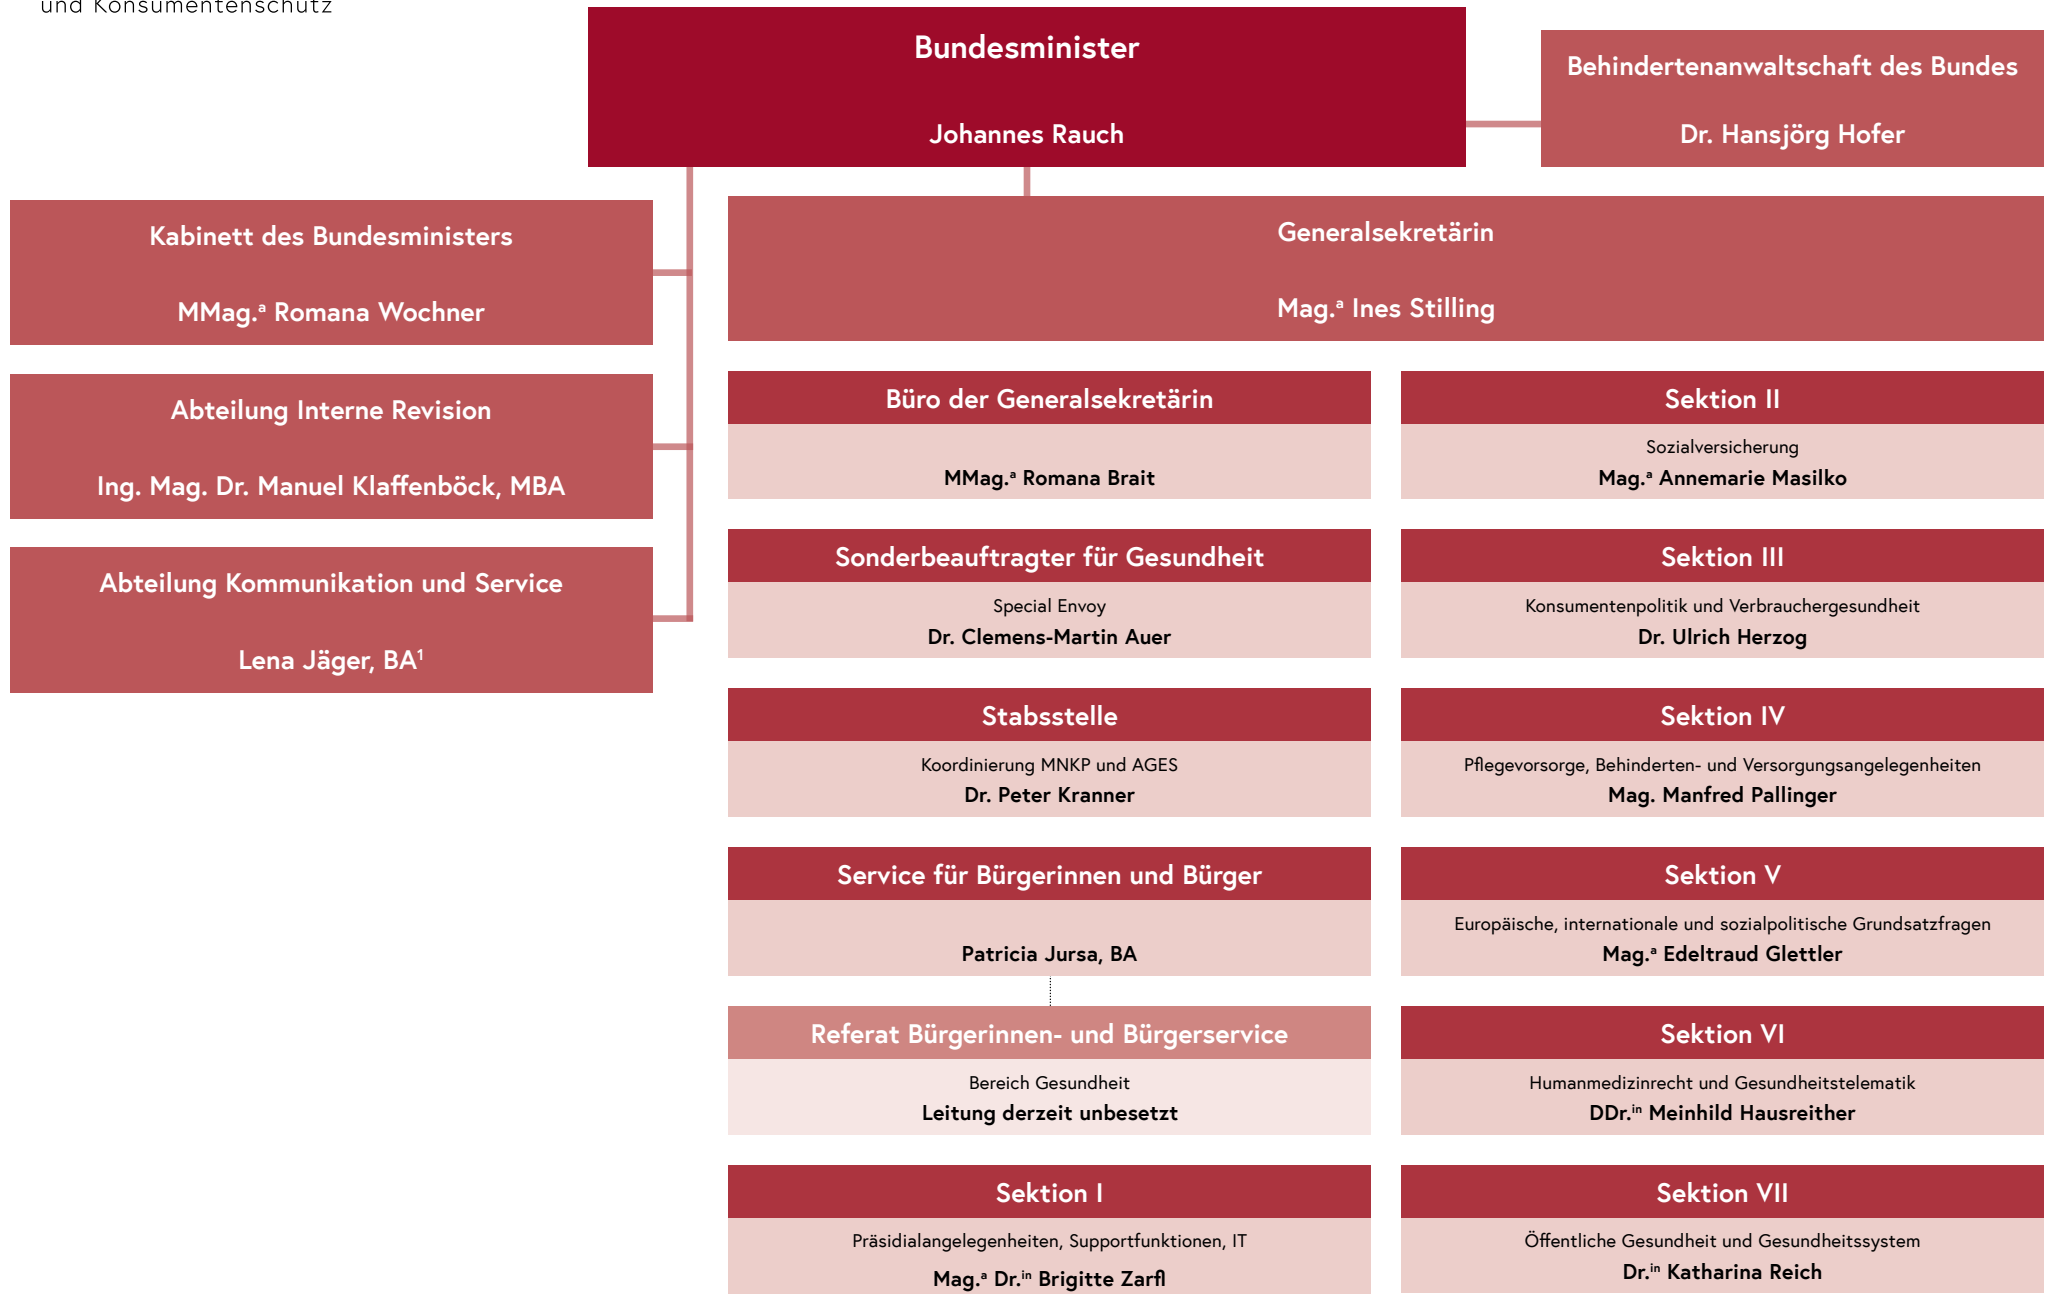 und Konsumentenschutz
Bundesminister
Johannes Rauch
Behindertenanwaltschaft des Bundes
Dr. Hansjörg Hofer
Kabinett des Bundesministers
MMag.ᵃ Romana Wochner
Abteilung Interne Revision
Ing. Mag. Dr. Manuel Klaffenböck, MBA
Abteilung Kommunikation und Service
Lena Jäger, BA¹
Generalsekretärin
Mag.ᵃ Ines Stilling
Büro der Generalsekretärin
MMag.ᵃ Romana Brait
Sonderbeauftragter für Gesundheit
Special Envoy
Dr. Clemens-Martin Auer
Stabsstelle
Koordinierung MNKP und AGES
Dr. Peter Kranner
Service für Bürgerinnen und Bürger
Patricia Jursa, BA
Referat Bürgerinnen- und Bürgerservice
Bereich Gesundheit
Leitung derzeit unbesetzt
Sektion I
Präsidialangelegenheiten, Supportfunktionen, IT
Mag.ᵃ Dr.ⁱⁿ Brigitte Zarfl
Sektion II
Sozialversicherung
Mag.ᵃ Annemarie Masilko
Sektion III
Konsumentenpolitik und Verbrauchergesundheit
Dr. Ulrich Herzog
Sektion IV
Pflegevorsorge, Behinderten- und Versorgungsangelegenheiten
Mag. Manfred Pallinger
Sektion V
Europäische, internationale und sozialpolitische Grundsatzfragen
Mag.ᵃ Edeltraud Glettler
Sektion VI
Humanmedizinrecht und Gesundheitstelematik
DDr.ⁱⁿ Meinhild Hausreither
Sektion VII
Öffentliche Gesundheit und Gesundheitssystem
Dr.ⁱⁿ Katharina Reich